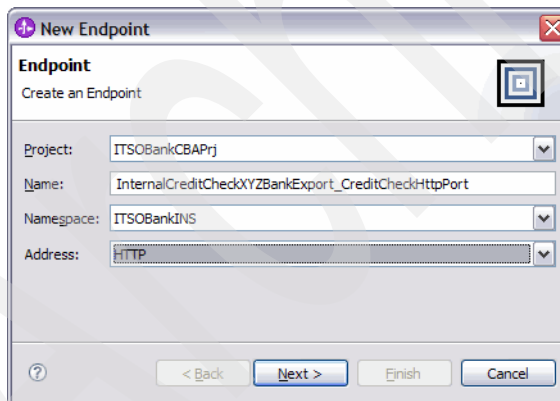 New Endpoint
Endpoint
Create an Endpoint
Project: ITSOBankCBAPrj
Name: InternalCreditCheckXYZBankExport_CreditCheckHttpPort
Namespace: ITSOBankINS
Address: HTTP
? < Back Next > Finish Cancel